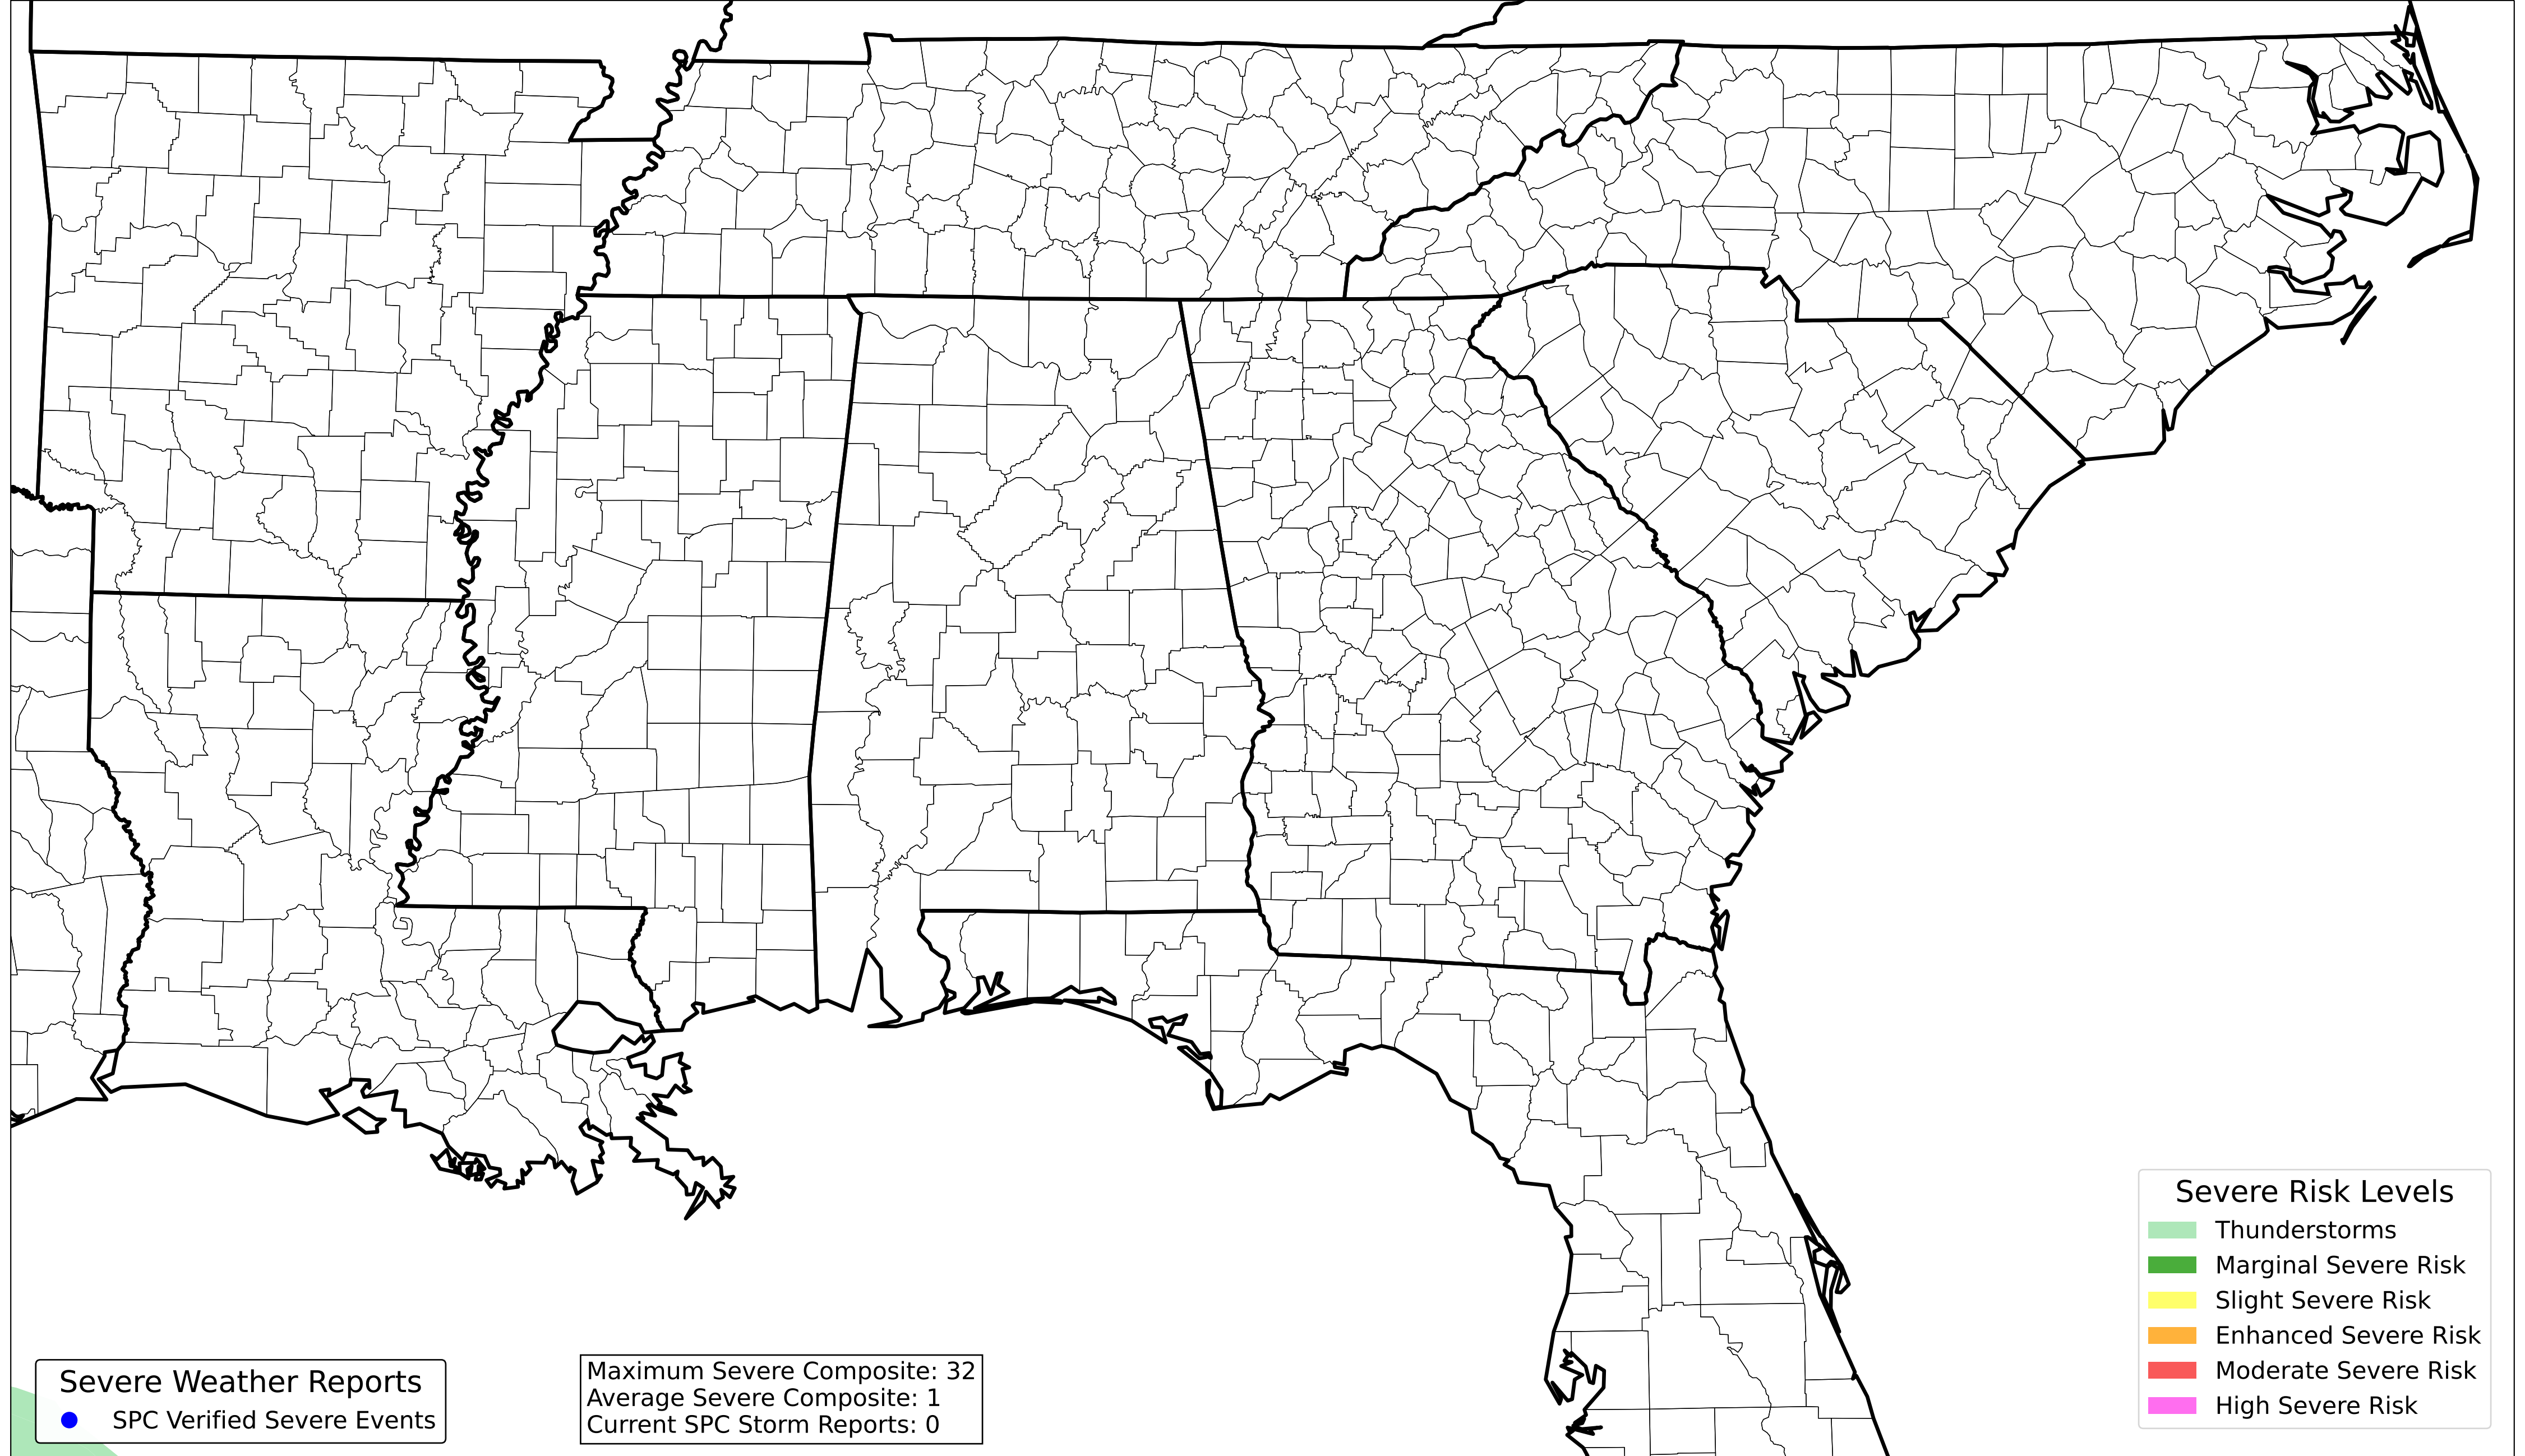 Severe Weather Reports
SPC Verified Severe Events
Maximum Severe Composite: 32
Average Severe Composite: 1
Current SPC Storm Reports: 0
Severe Risk Levels
Thunderstorms
Marginal Severe Risk
Slight Severe Risk
Enhanced Severe Risk
Moderate Severe Risk
High Severe Risk